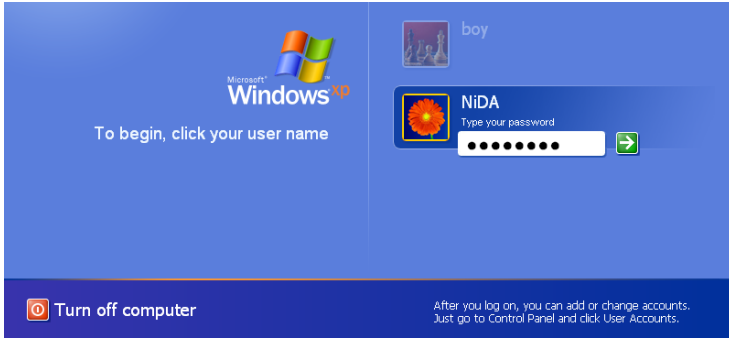 Microsoft®
Windows xp
To begin, click your user name
boy
NiDA
Type your password
●●●●●●●●
Turn off computer
After you log on, you can add or change accounts.
Just go to Control Panel and click User Accounts.